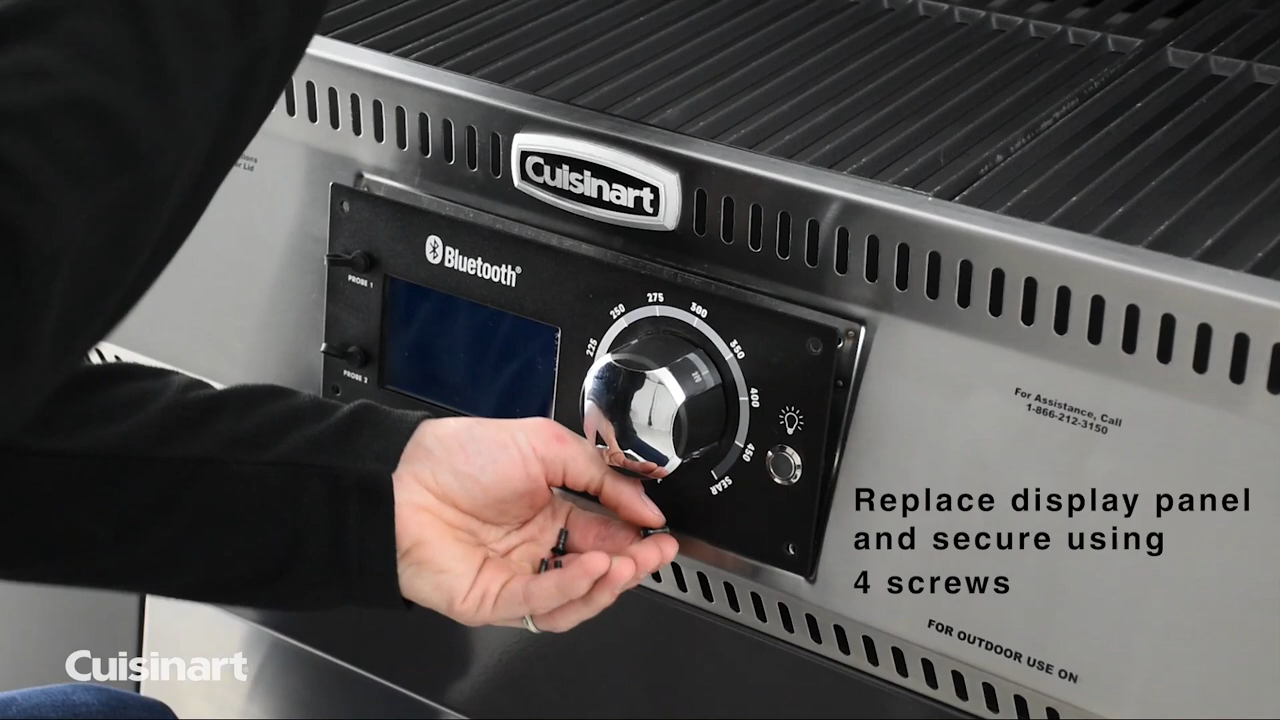 Cuisinart
Bluetooth®
PROBE 1
PROBE 2
225
250
275
300
350
400
450
SEAR
For Assistance, Call
1-866-212-3150
Replace display panel
and secure using
4 screws
FOR OUTDOOR USE ON
Cuisinart